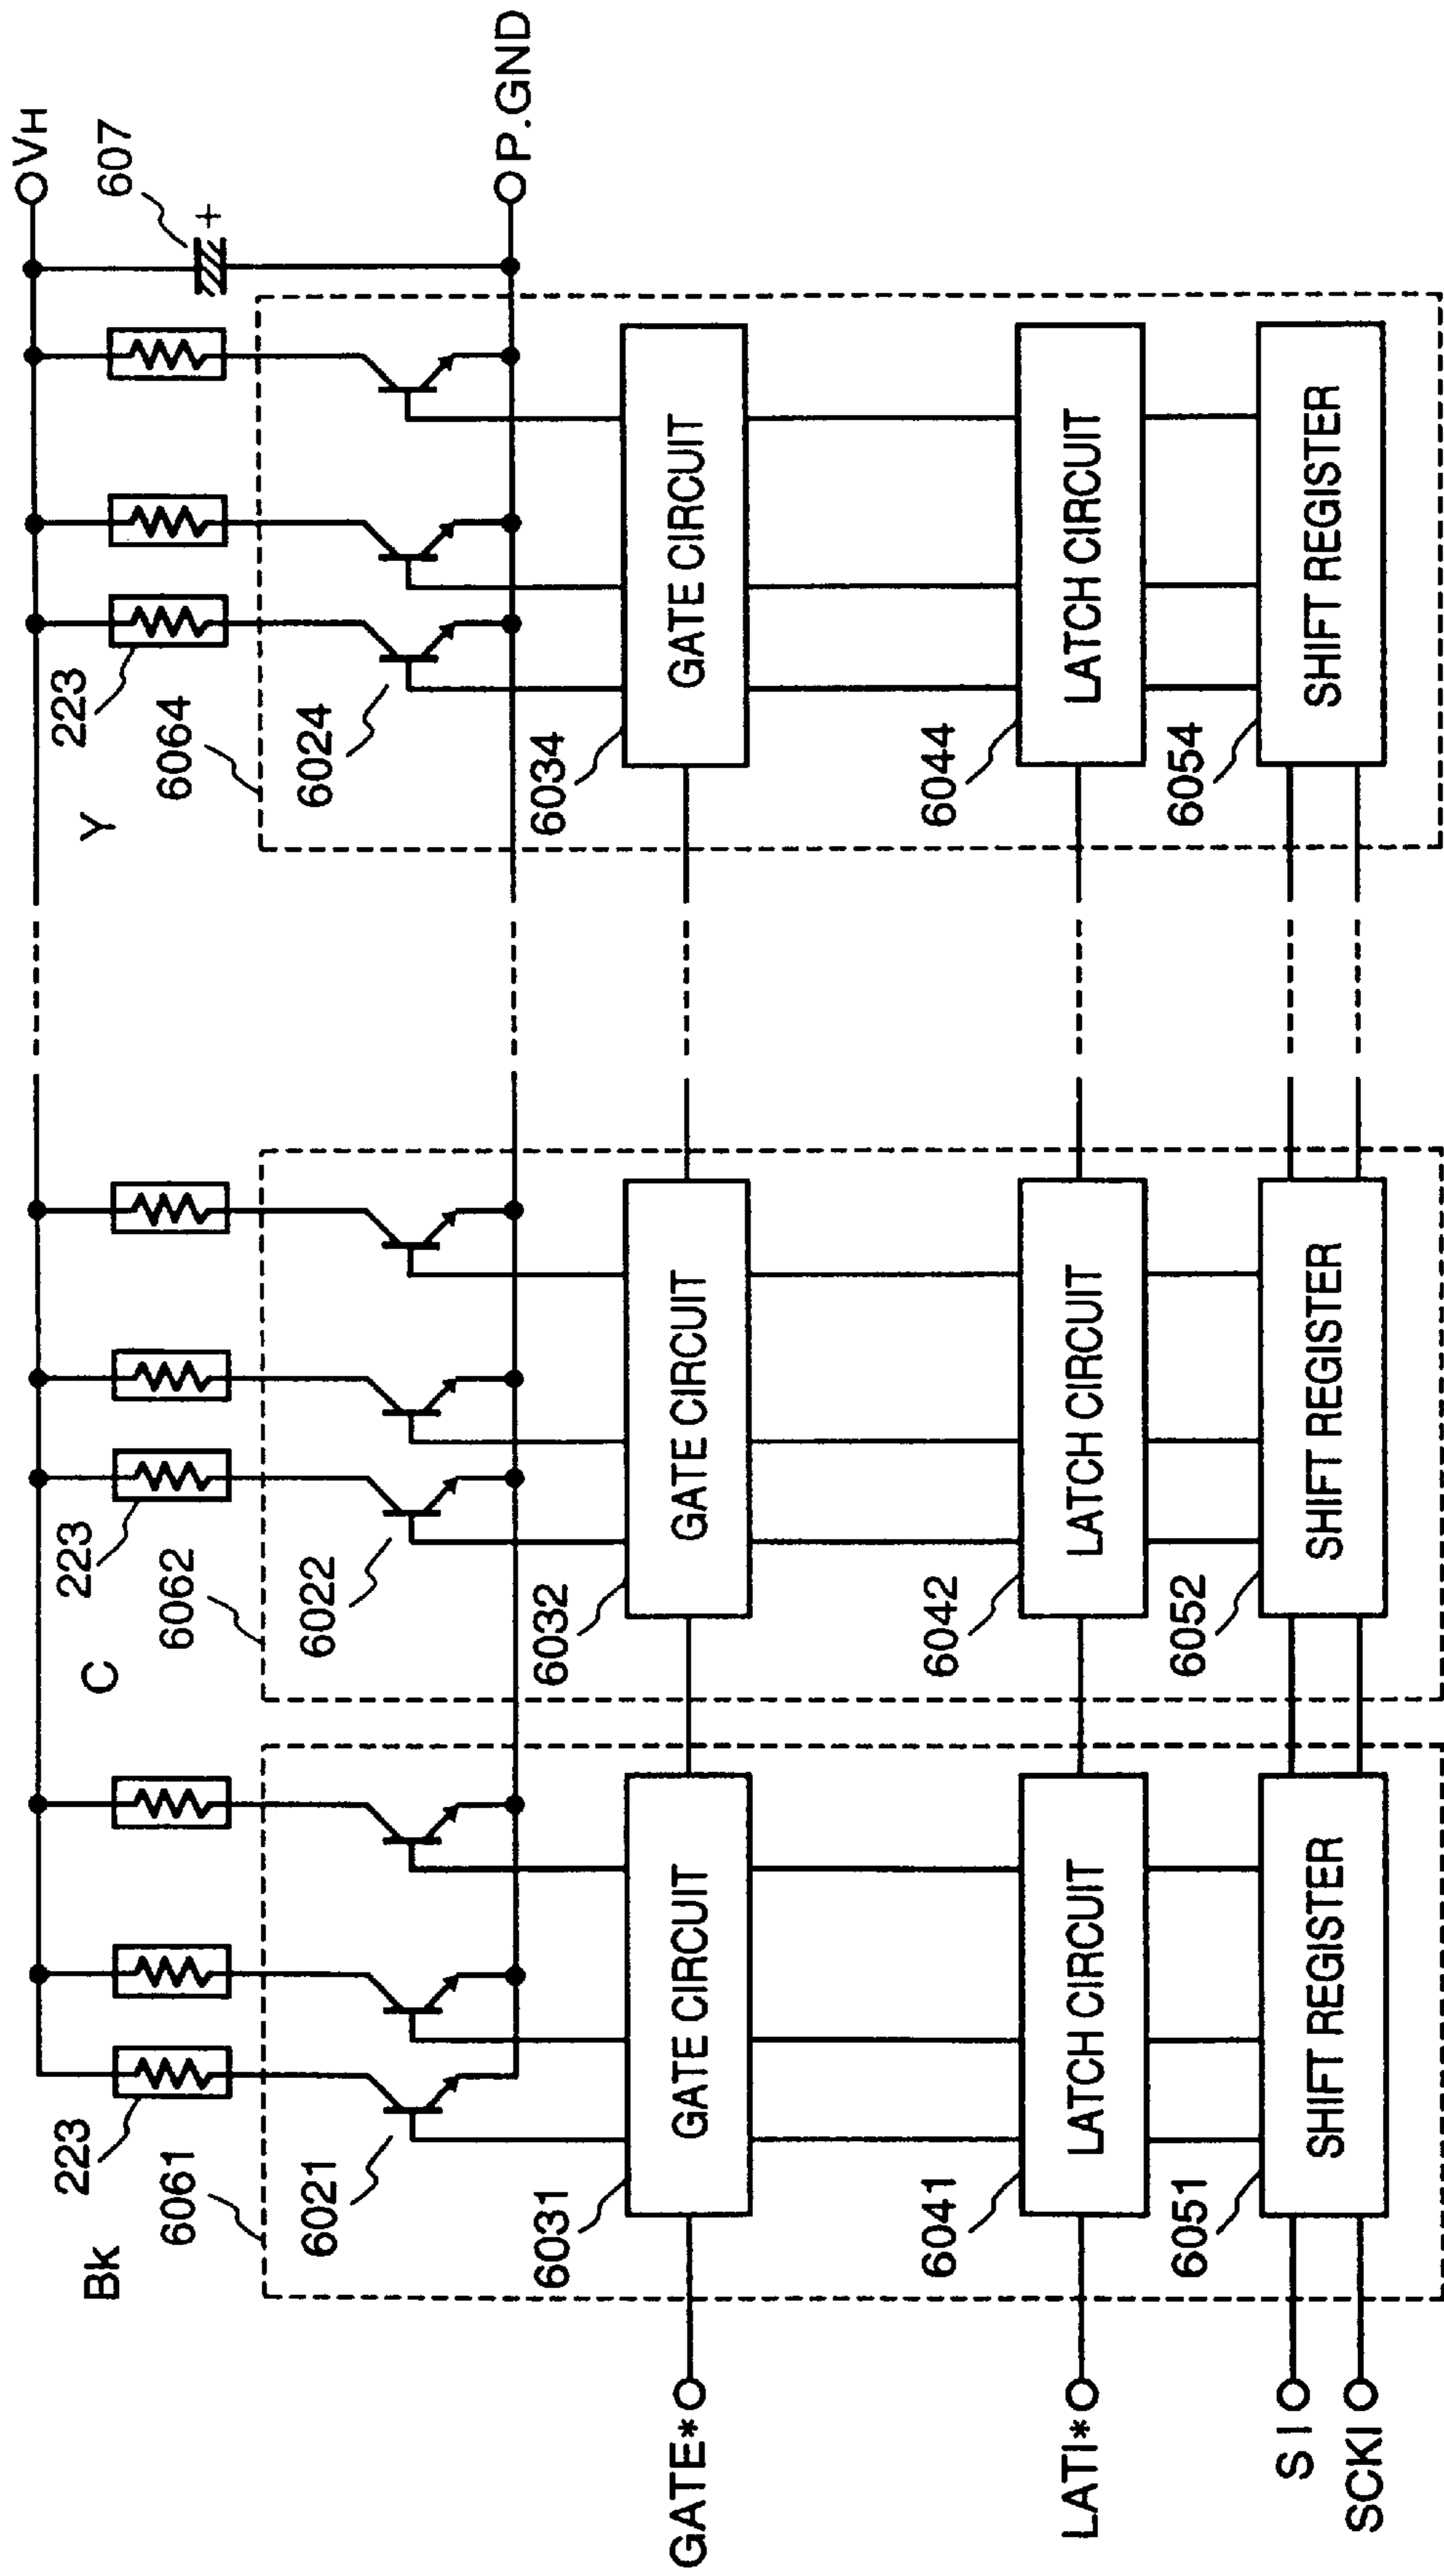 Bk
C
Y
VH
607
223
223
223
6061
6062
6064
6021
6022
6024
P.GND
6031
GATE CIRCUIT
6032
GATE CIRCUIT
6034
GATE CIRCUIT
GATE*
6041
LATCH CIRCUIT
6042
LATCH CIRCUIT
6044
LATCH CIRCUIT
LATI*
6051
SHIFT REGISTER
6052
SHIFT REGISTER
6054
SHIFT REGISTER
SI
SCKI
+